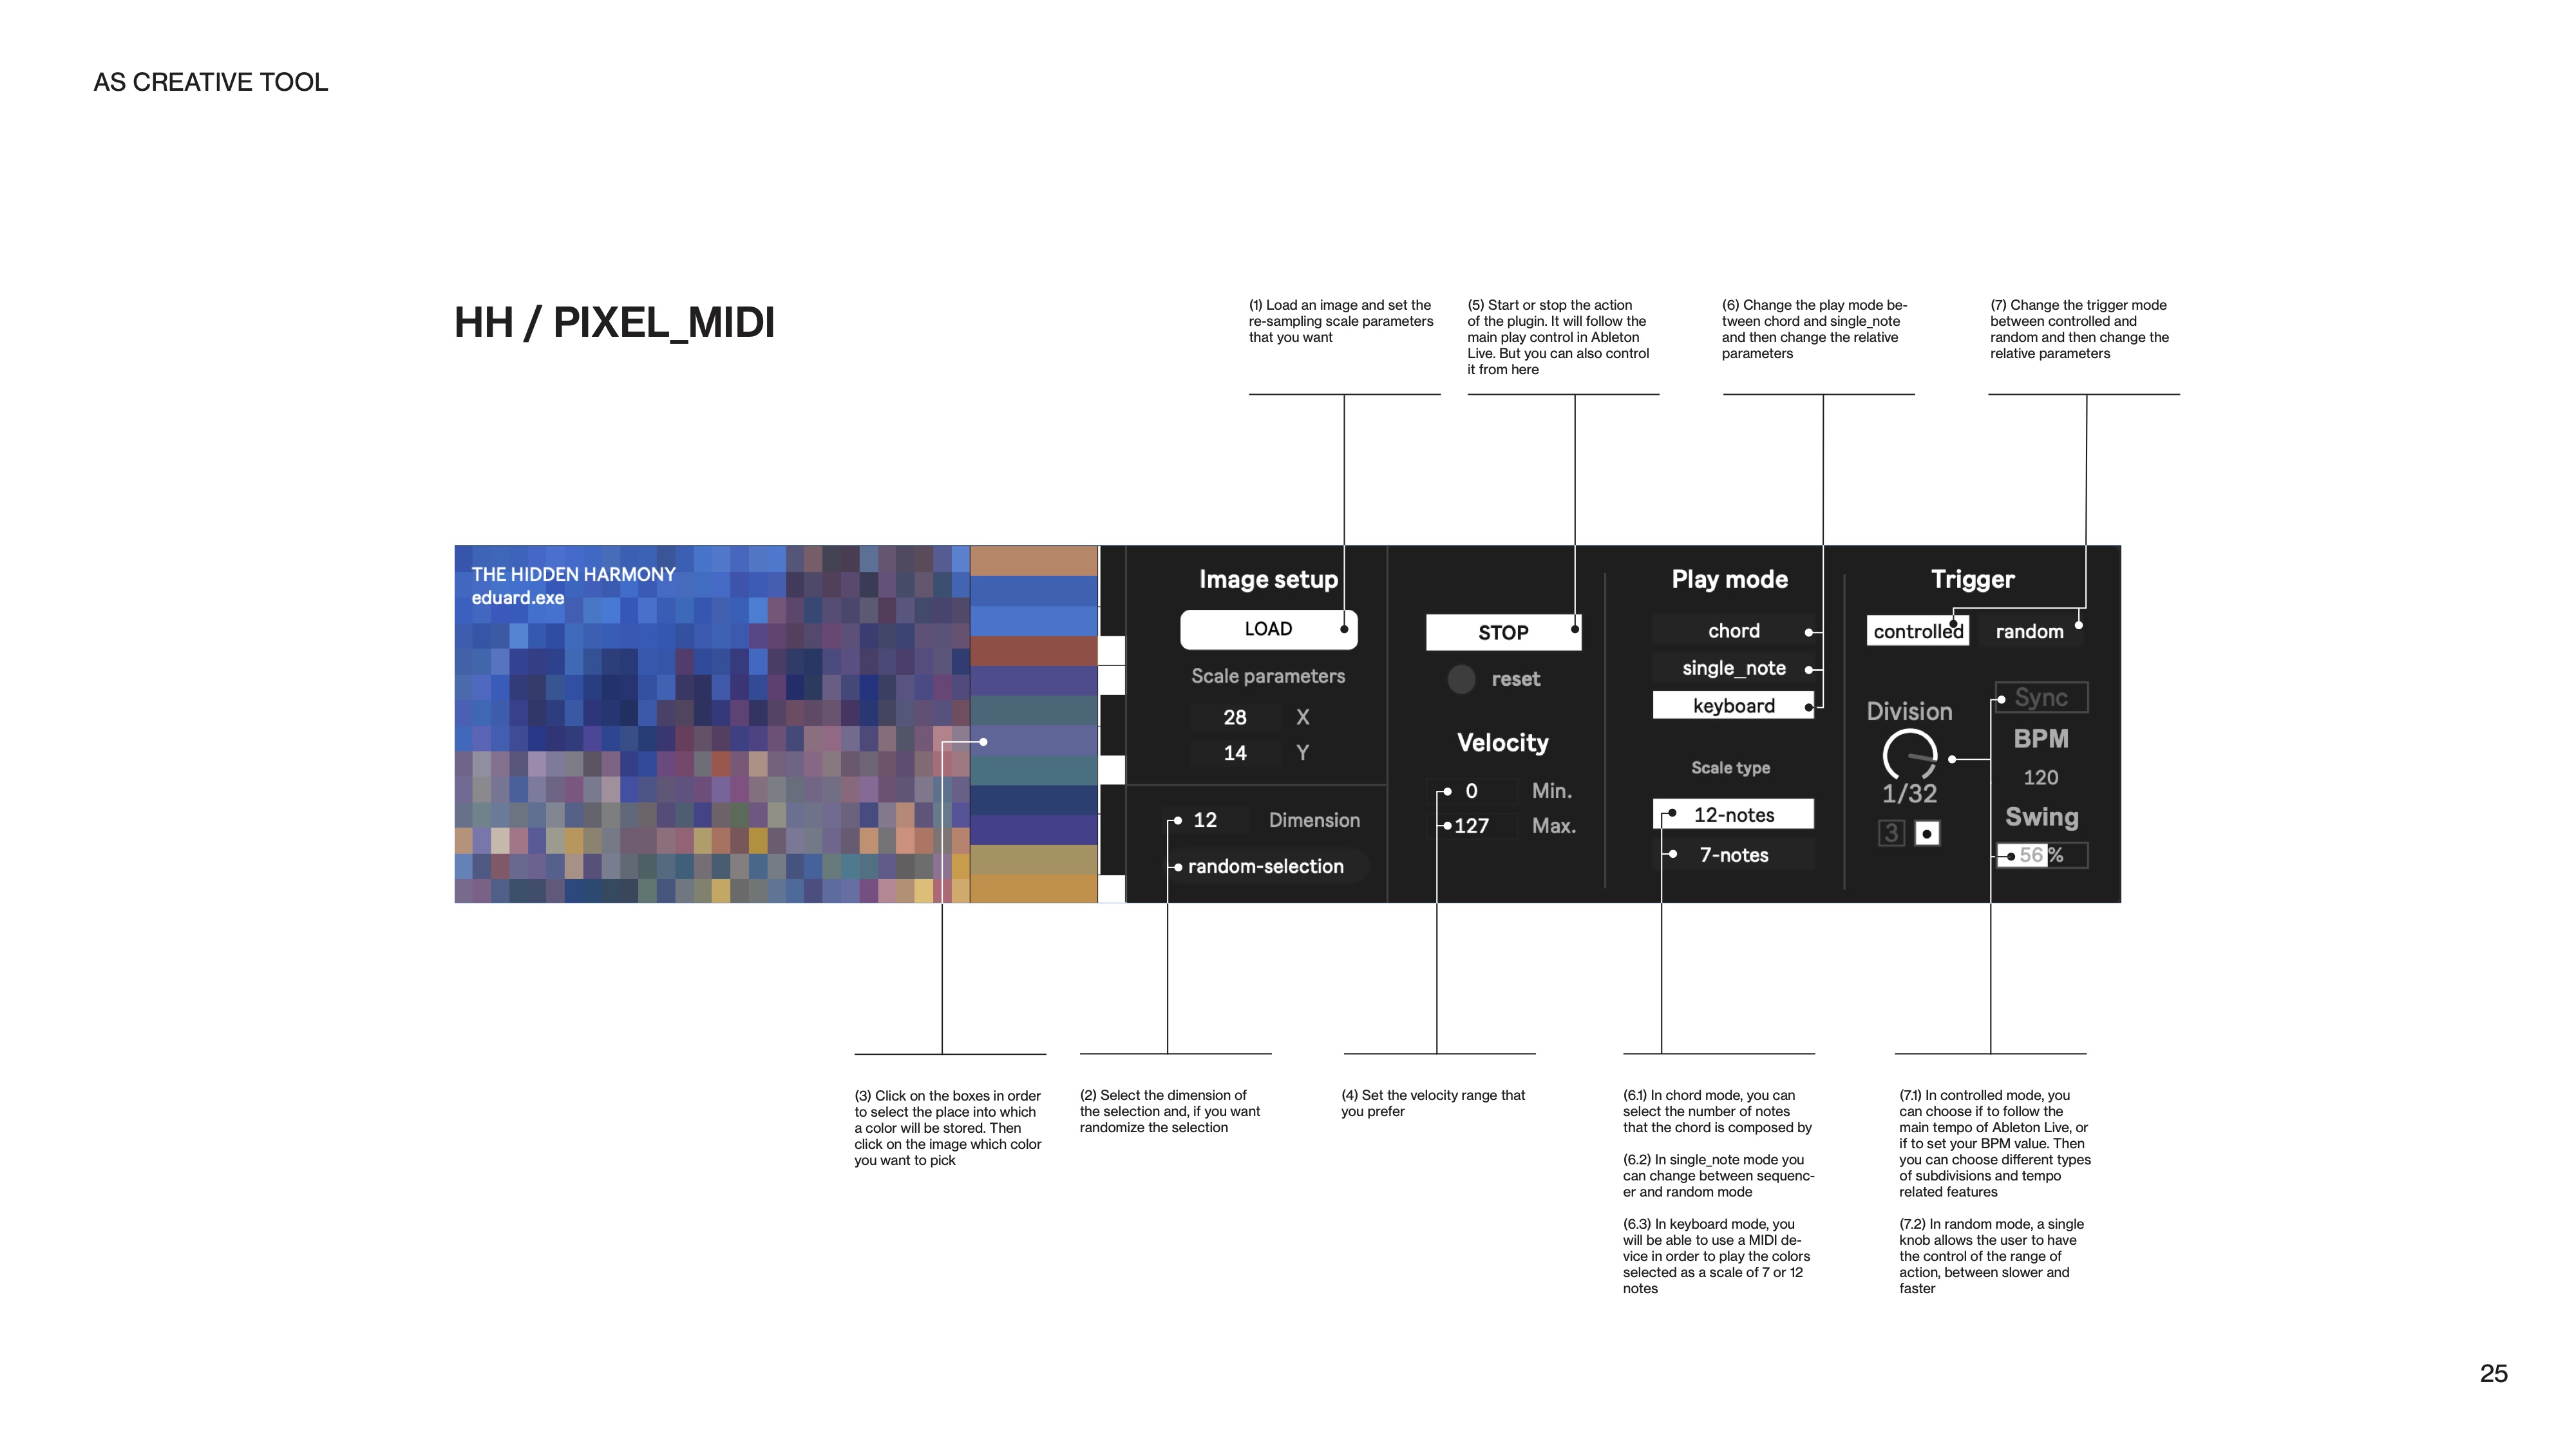 AS CREATIVE TOOL
HH / PIXEL_MIDI
(1) Load an image and set the
re-sampling scale parameters
that you want
(5) Start or stop the action
of the plugin. It will follow the
main play control in Ableton
Live. But you can also control
it from here
(6) Change the play mode be-
tween chord and single_note
and then change the relative
parameters
(7) Change the trigger mode
between controlled and
random and then change the
relative parameters
THE HIDDEN HARMONY
eduard.exe
Image setup
LOAD
Scale parameters
28 X
14 Y
12 Dimension
random-selection
STOP
reset
Velocity
0 Min.
127 Max.
Play mode
chord
single_note
keyboard
Scale type
12-notes
7-notes
Trigger
controlled random
Division
1/32
3
Sync
BPM
120
Swing
56 %
(3) Click on the boxes in order
to select the place into which
a color will be stored. Then
click on the image which color
you want to pick
(2) Select the dimension of
the selection and, if you want
randomize the selection
(4) Set the velocity range that
you prefer
(6.1) In chord mode, you can
select the number of notes
that the chord is composed by
(6.2) In single_note mode you
can change between sequenc-
er and random mode
(6.3) In keyboard mode, you
will be able to use a MIDI de-
vice in order to play the colors
selected as a scale of 7 or 12
notes
(7.1) In controlled mode, you
can choose if to follow the
main tempo of Ableton Live, or
if to set your BPM value. Then
you can choose different types
of subdivisions and tempo
related features
(7.2) In random mode, a single
knob allows the user to have
the control of the range of
action, between slower and
faster
25